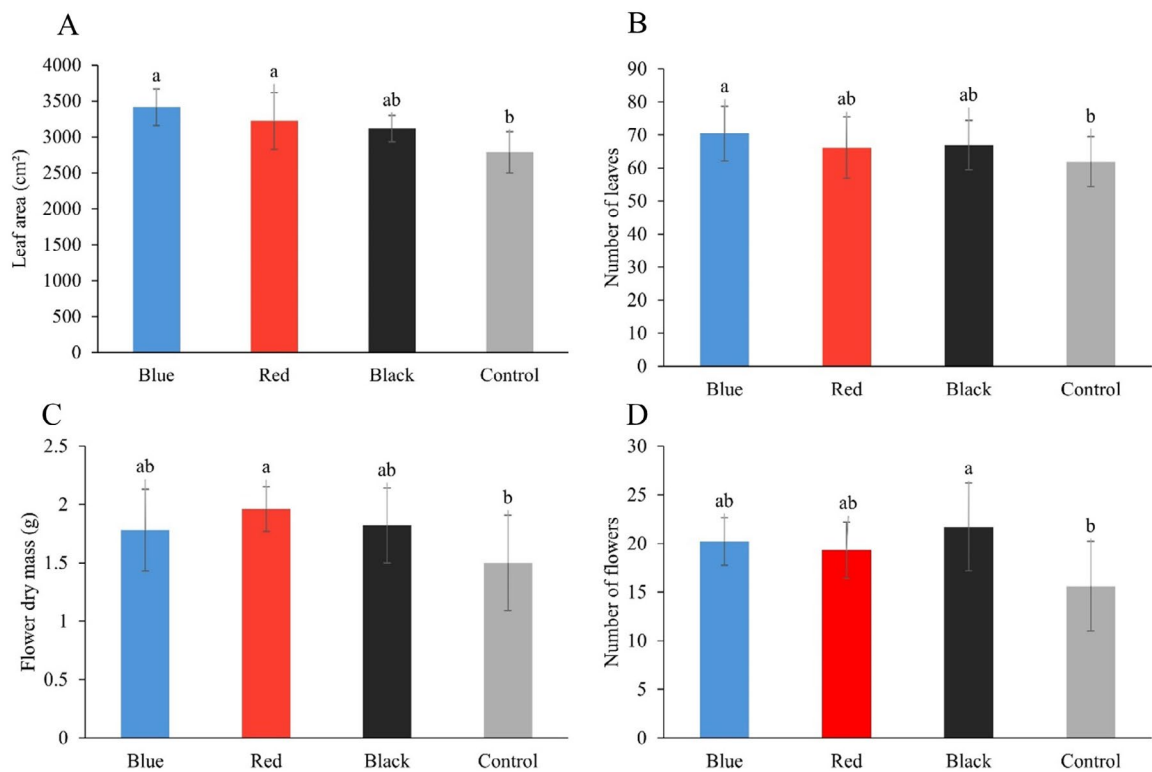 A
Leaf area (cm²)
4000
3500
3000
2500
2000
1500
1000
500
0
a
a
ab
b
Blue Red Black Control
B
Number of leaves
90
80
70
60
50
40
30
20
10
0
a
ab
ab
b
Blue Red Black Control
C
Flower dry mass (g)
2.5
2
1.5
1
0.5
0
ab
a
ab
b
Blue Red Black Control
D
Number of flowers
30
25
20
15
10
5
0
ab
ab
a
b
Blue Red Black Control